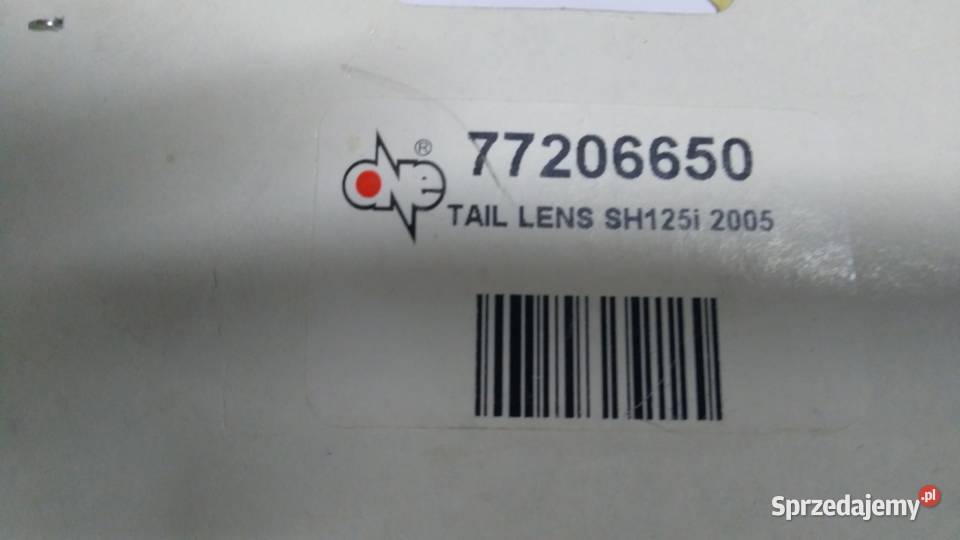 one ® 77206650
TAIL LENS SH125i 2005
Sprzedajemy.pl